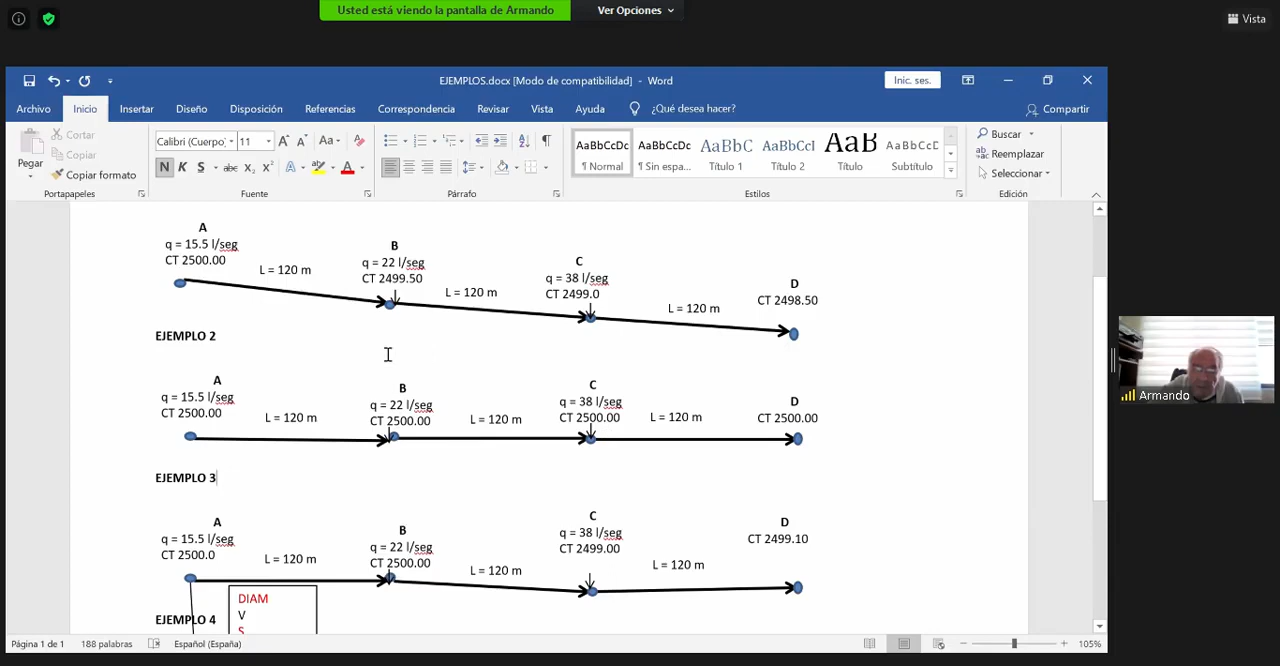 Usted está viendo la pantalla de Armando
Ver Opciones
Vista
EJEMPLOS.docx [Modo de compatibilidad] - Word
Inic. ses.
Archivo Inicio Insertar Diseño Disposición Referencias Correspondencia Revisar Vista Ayuda ¿Qué desea hacer? Compartir
Pegar
Cortar
Copiar
Copiar formato
Portapapeles
Calibri (Cuerpo) 11
Fuente
Párrafo
AaBbCcDc AaBbCcDc AaBbC AaBbCcI AaB AaBbCcD
¶ Normal ¶ Sin espa... Título 1 Título 2 Título Subtítulo
Estilos
Buscar
Reemplazar
Seleccionar
Edición
A
q = 15.5 l/seg
CT 2500.00
L = 120 m
B
q = 22 l/seg
CT 2499.50
L = 120 m
C
q = 38 l/seg
CT 2499.0
L = 120 m
D
CT 2498.50
EJEMPLO 2
A
q = 15.5 l/seg
CT 2500.00
L = 120 m
B
q = 22 l/seg
CT 2500.00
L = 120 m
C
q = 38 l/seg
CT 2500.00
L = 120 m
D
CT 2500.00
EJEMPLO 3
A
q = 15.5 l/seg
CT 2500.0
L = 120 m
B
q = 22 l/seg
CT 2500.00
L = 120 m
C
q = 38 l/seg
CT 2499.00
L = 120 m
D
CT 2499.10
DIAM
V
S
EJEMPLO 4
Armando
Página 1 de 1 188 palabras Español (España) 105%